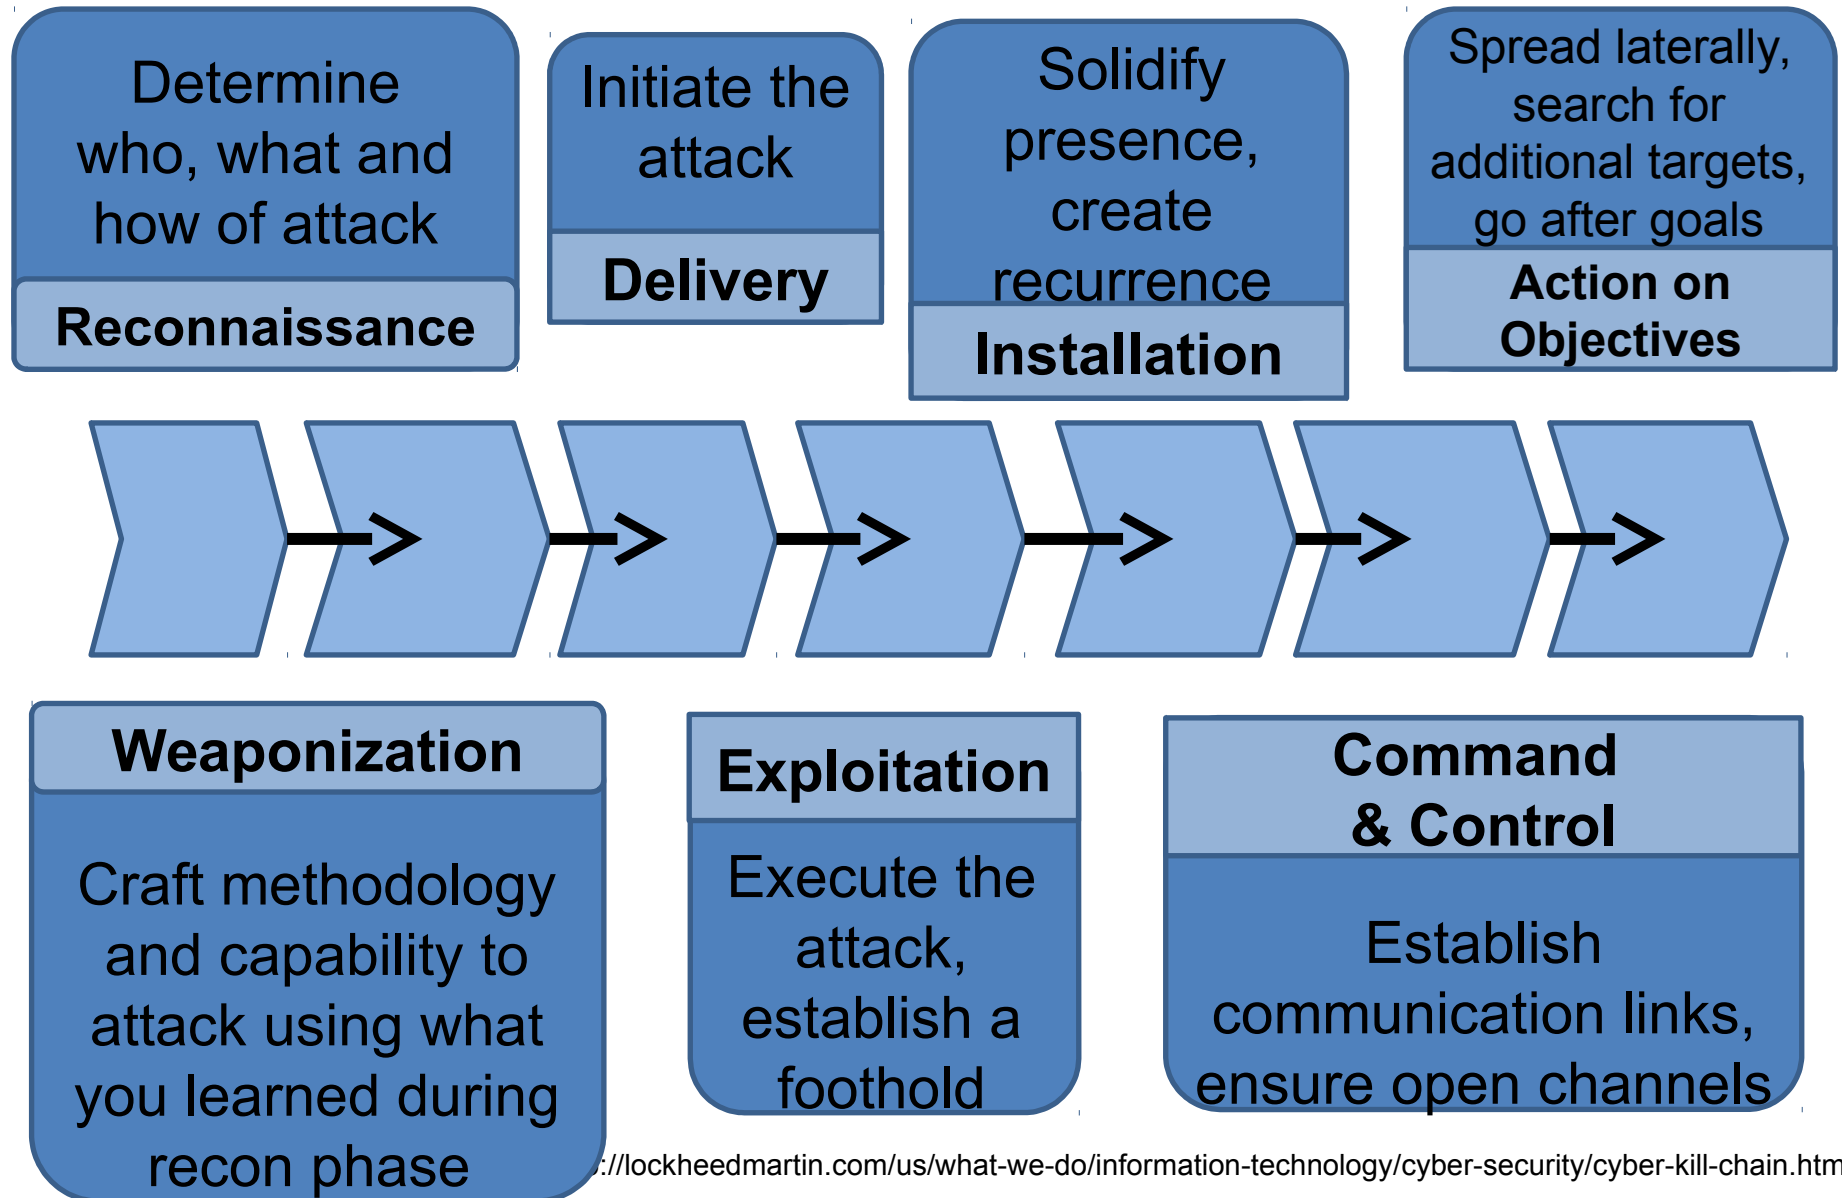 Determine
who, what and
how of attack
Reconnaissance
Initiate the
attack
Delivery
Solidify
presence,
create
recurrence
Installation
Spread laterally,
search for
additional targets,
go after goals
Action on
Objectives
Weaponization
Craft methodology
and capability to
attack using what
you learned during
recon phase
Exploitation
Execute the
attack,
establish a
foothold
Command
& Control
Establish
communication links,
ensure open channels
://lockheedmartin.com/us/what-we-do/information-technology/cyber-security/cyber-kill-chain.htm